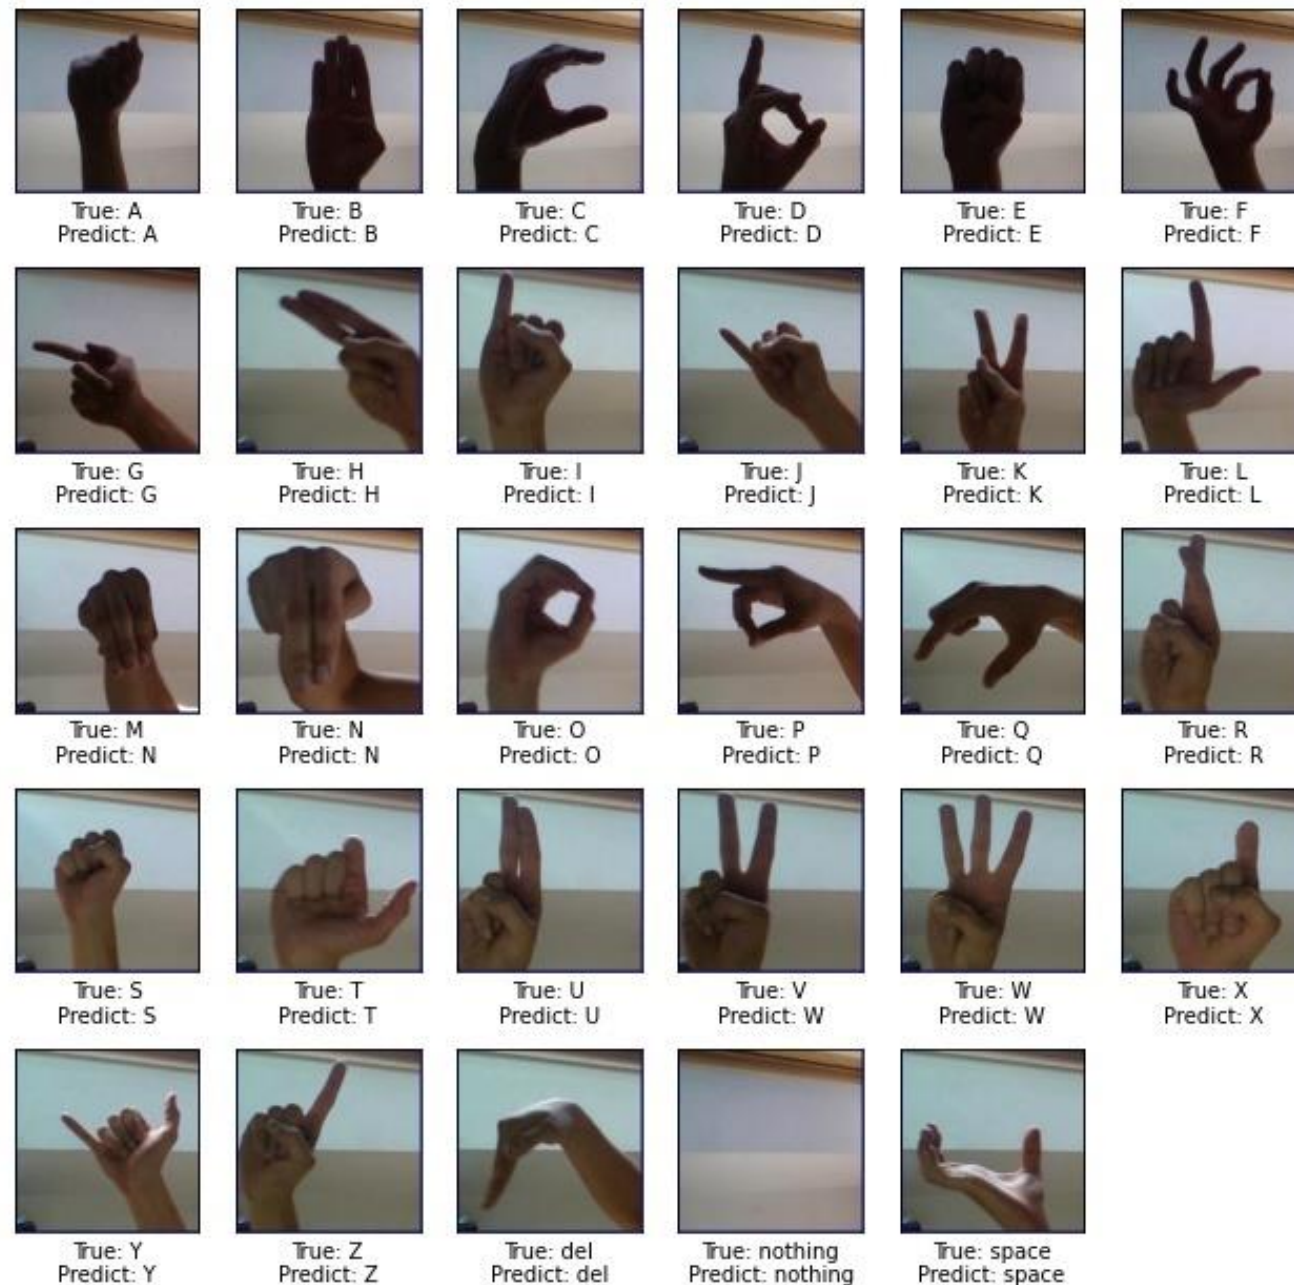 True: A
Predict: A
True: B
Predict: B
True: C
Predict: C
True: D
Predict: D
True: E
Predict: E
True: F
Predict: F
True: G
Predict: G
True: H
Predict: H
True: I
Predict: I
True: J
Predict: J
True: K
Predict: K
True: L
Predict: L
True: M
Predict: N
True: N
Predict: N
True: O
Predict: O
True: P
Predict: P
True: Q
Predict: Q
True: R
Predict: R
True: S
Predict: S
True: T
Predict: T
True: U
Predict: U
True: V
Predict: W
True: W
Predict: W
True: X
Predict: X
True: Y
Predict: Y
True: Z
Predict: Z
True: del
Predict: del
True: nothing
Predict: nothing
True: space
Predict: space